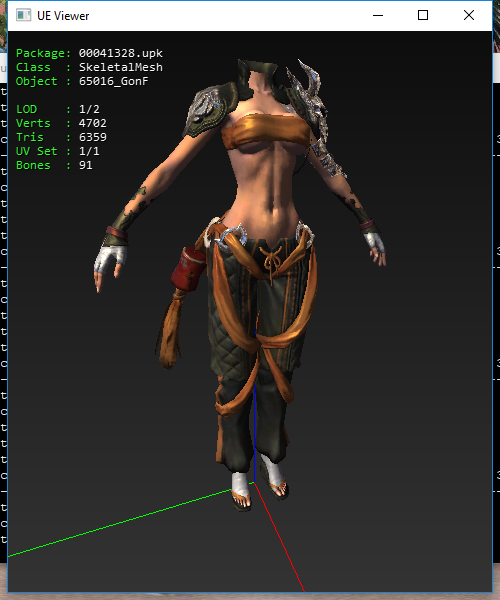 UE Viewer
Package: 00041328.upk
Class : SkeletalMesh
Object : 65016_GonF
LOD : 1/2
Verts : 4702
Tris : 6359
UV Set : 1/1
Bones : 91